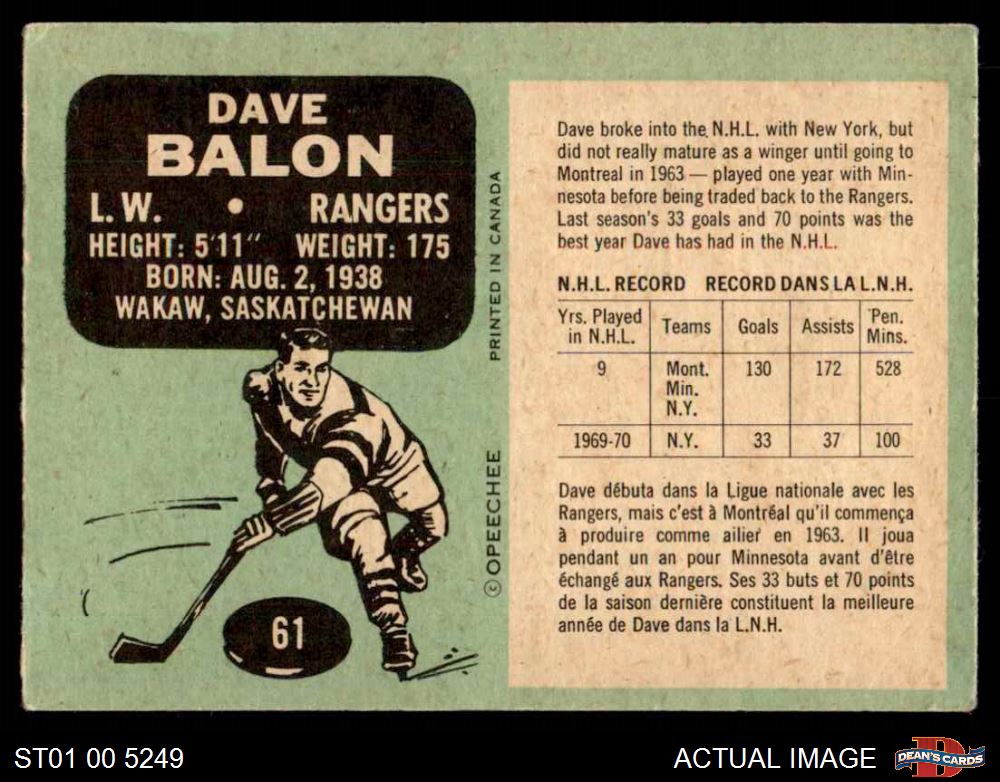 DAVE
BALON
L.W. • RANGERS
HEIGHT: 5'11" WEIGHT: 175
BORN: AUG. 2, 1938
WAKAW, SASKATCHEWAN
61
PRINTED IN CANADA
© OPEECHEE
Dave broke into the N.H.L. with New York, but
did not really mature as a winger until going to
Montreal in 1963 — played one year with Min-
nesota before being traded back to the Rangers.
Last season's 33 goals and 70 points was the
best year Dave has had in the N.H.L.
N.H.L. RECORD RECORD DANS LA L.N.H.
Yrs. Played in N.H.L. Teams Goals Assists Pen. Mins.
9 Mont. 130 172 528
Min.
N.Y.
1969-70 N.Y. 33 37 100
Dave débuta dans la Ligue nationale avec les
Rangers, mais c'est à Montréal qu'il commença
à produire comme ailier en 1963. Il joua
pendant un an pour Minnesota avant d'être
échangé aux Rangers. Ses 33 buts et 70 points
de la saison dernière constituent la meilleure
année de Dave dans la L.N.H.
ST01 00 5249
ACTUAL IMAGE
D
DEAN'S CARDS